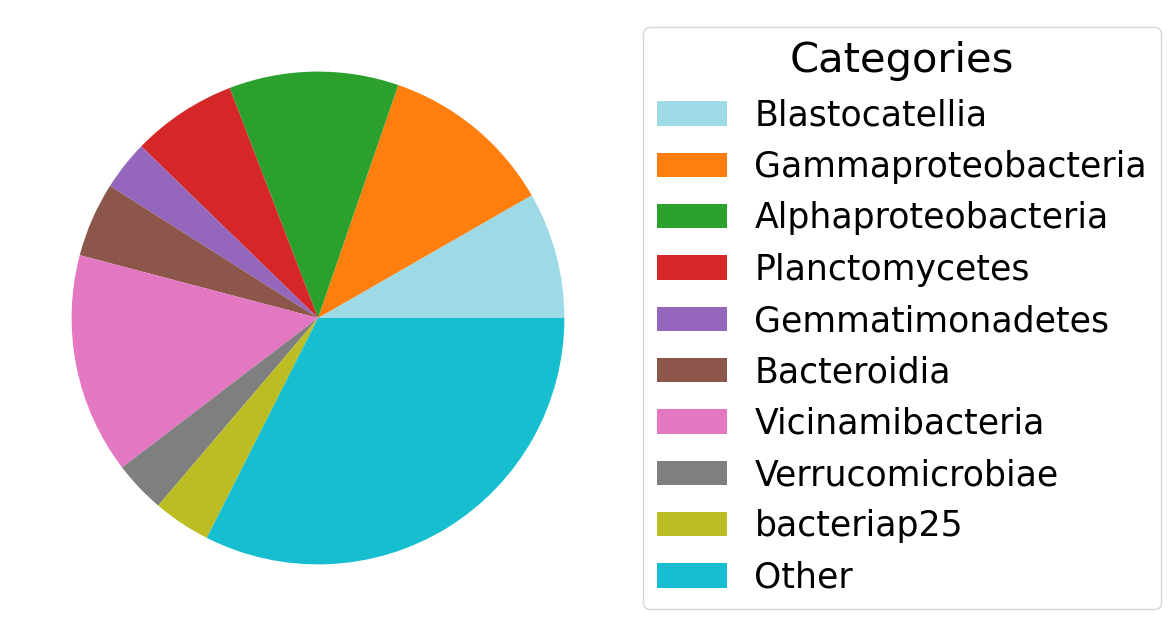 Categories
Blastocatellia
Gammaproteobacteria
Alphaproteobacteria
Planctomycetes
Gemmatimonadetes
Bacteroidia
Vicinamibacteria
Verrucomicrobiae
bacteriap25
Other